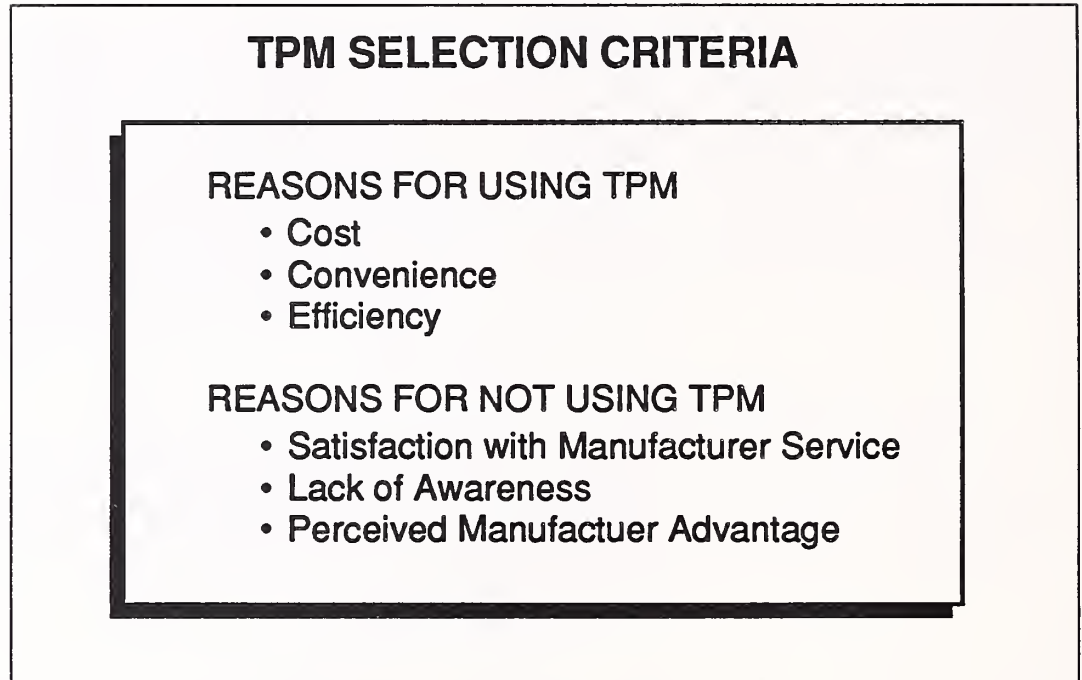 TPM SELECTION CRITERIA
REASONS FOR USING TPM
• Cost
• Convenience
• Efficiency
REASONS FOR NOT USING TPM
• Satisfaction with Manufacturer Service
• Lack of Awareness
• Perceived Manufactuer Advantage